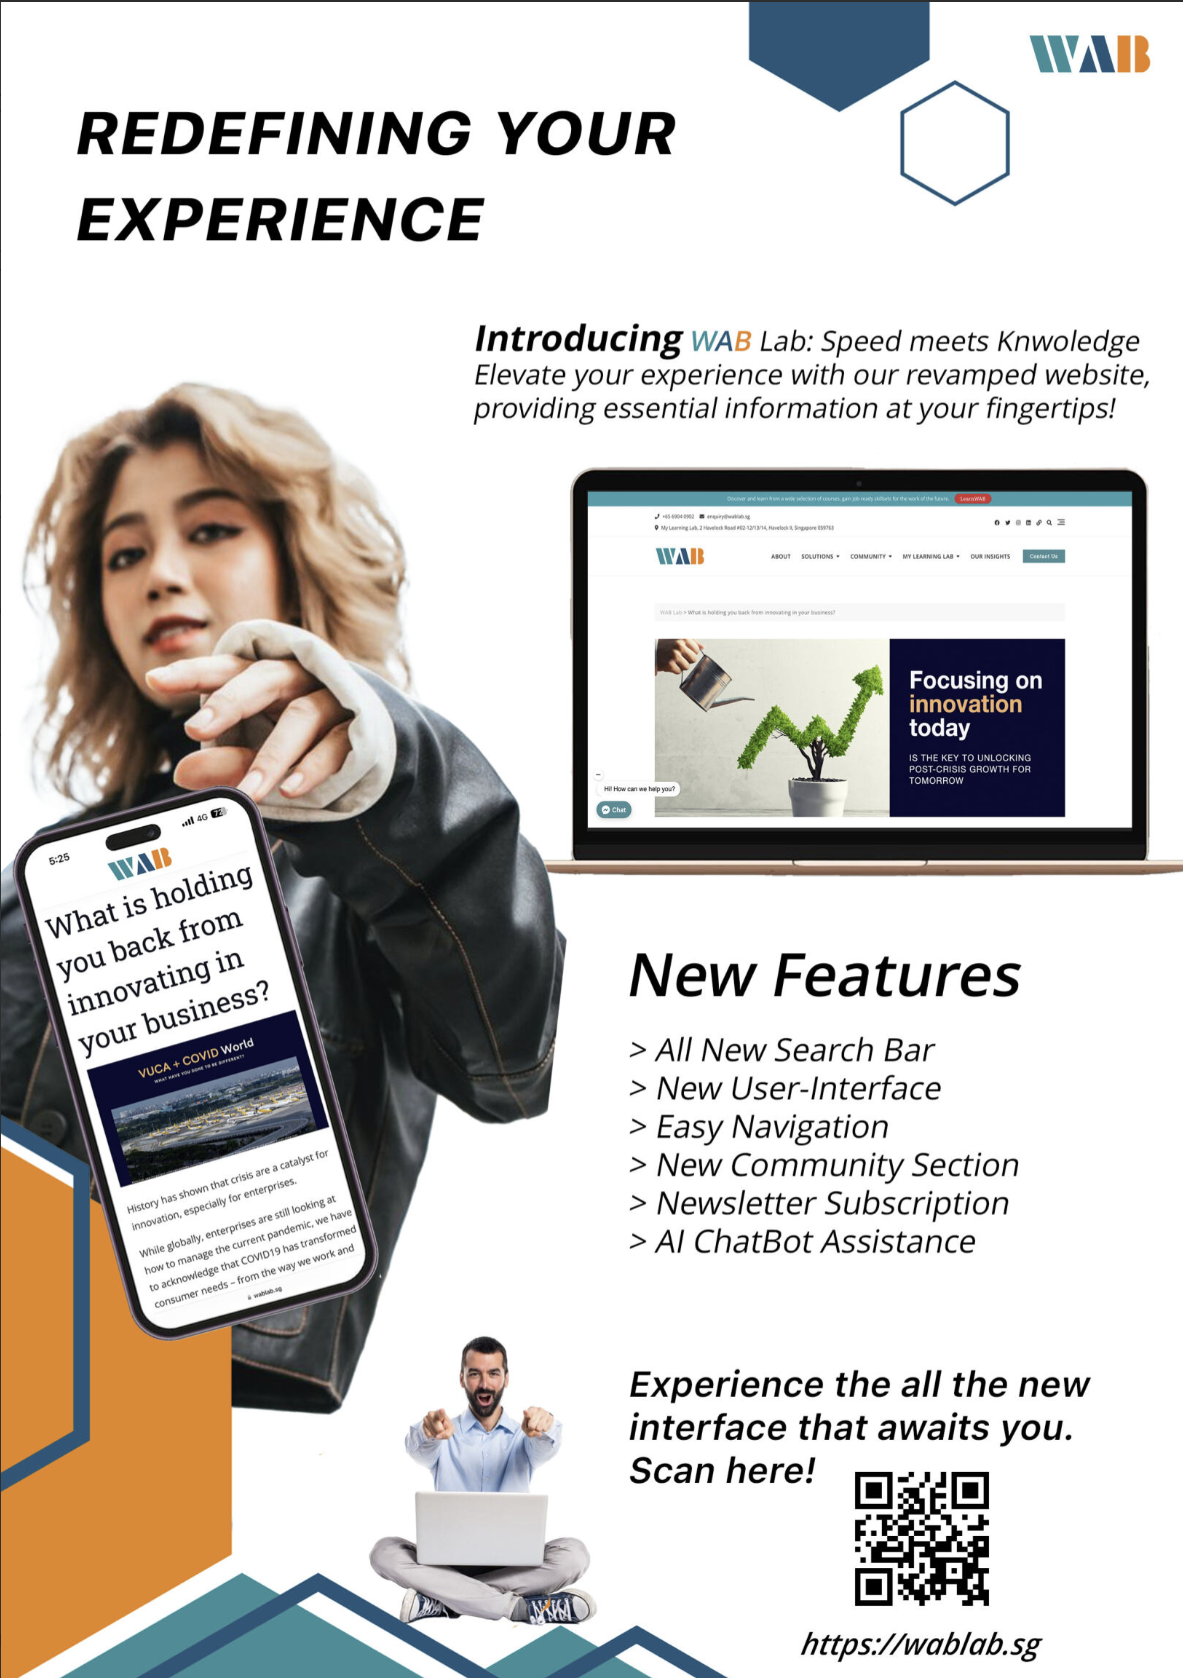 WAB
REDEFINING YOUR
EXPERIENCE
Introducing WAB Lab: Speed meets Knwoledge
Elevate your experience with our revamped website,
providing essential information at your fingertips!
Discover and learn from a wide selection of courses, gain job ready skillsets for the work of the future. LearnWAB
+65 6904 0902 enquiry@wablab.sg
My Learning Lab, 2 Havelock Road #02-12/13/14, Havelock II, Singapore 059763
WAB ABOUT SOLUTIONS COMMUNITY MY LEARNING LAB OUR INSIGHTS Contact Us
WAB Lab > What is holding you back from innovating in your business?
Focusing on
innovation
today
IS THE KEY TO UNLOCKING
POST-CRISIS GROWTH FOR
TOMORROW
Hi! How can we help you?
Chat
5:25 4G 72
WAB
What is holding
you back from
innovating in
your business?
VUCA + COVID World
WHAT HAVE YOU DONE TO BE DIFFERENT?
History has shown that crisis are a catalyst for
innovation, especially for enterprises.
While globally, enterprises are still looking at
how to manage the current pandemic, we have
to acknowledge that COVID19 has transformed
consumer needs – from the way we work and
wablab.sg
New Features
> All New Search Bar
> New User-Interface
> Easy Navigation
> New Community Section
> Newsletter Subscription
> AI ChatBot Assistance
Experience the all the new
interface that awaits you.
Scan here!
https://wablab.sg